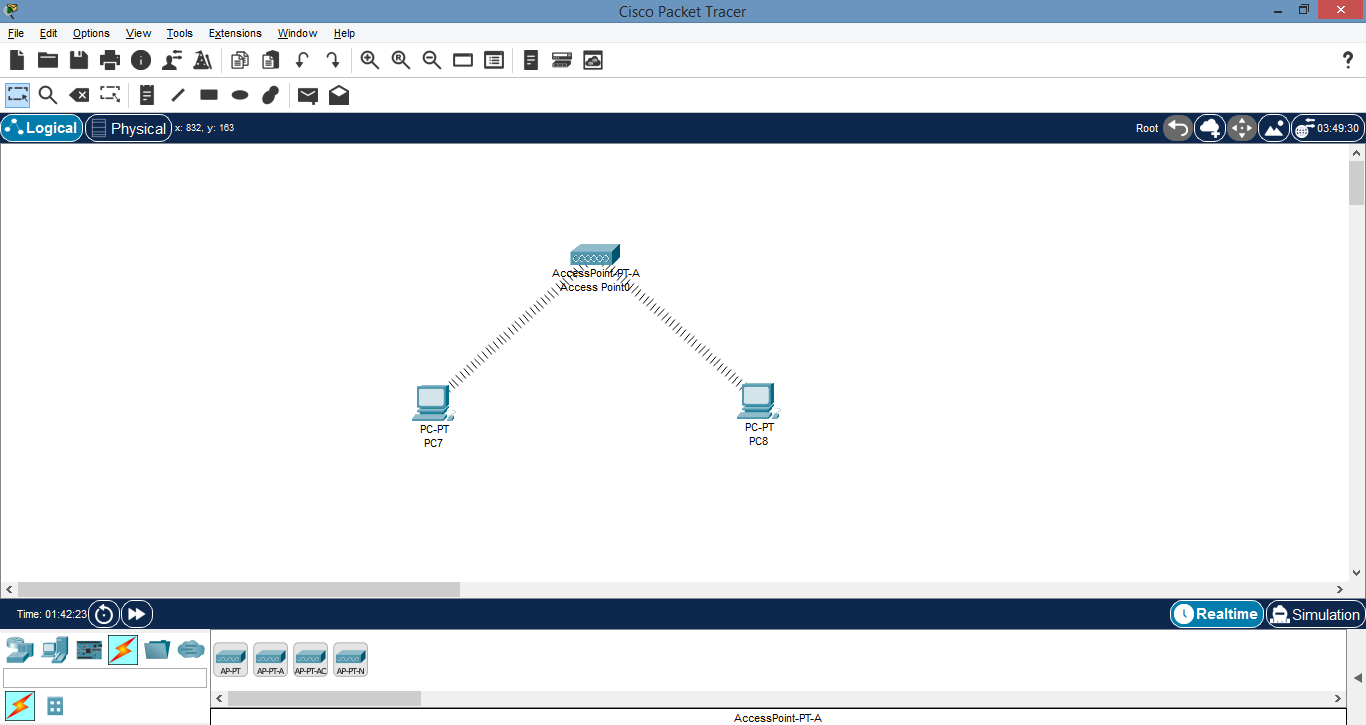 Cisco Packet Tracer
File Edit Options View Tools Extensions Window Help
Logical Physical x: 832, y: 163 Root 03:49:30
AccessPoint-PT-A
Access Point0
PC-PT
PC7
PC-PT
PC8
Time: 01:42:23 Realtime Simulation
AP-PT AP-PT-A AP-PT-AC AP-PT-N
AccessPoint-PT-A